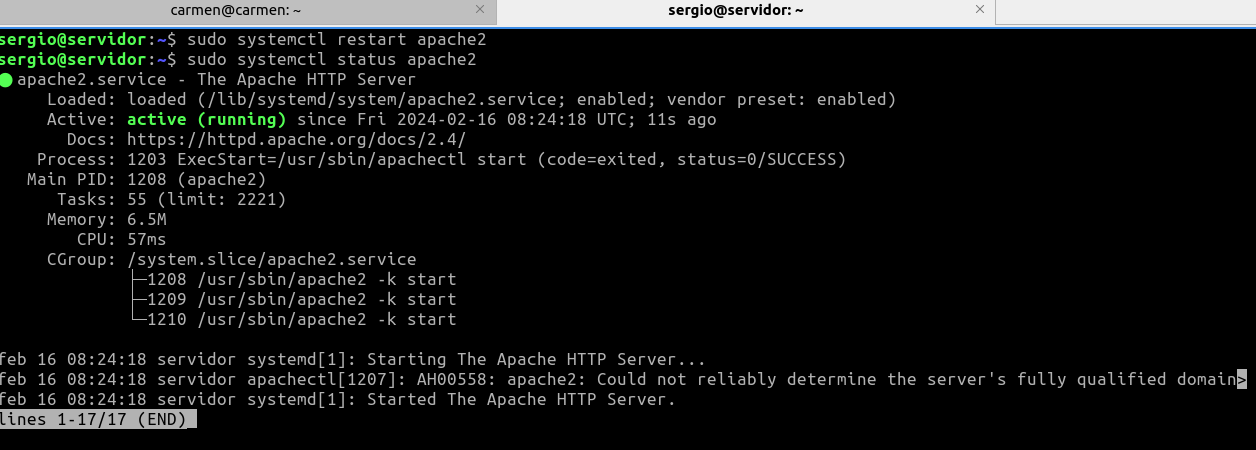 carmen@carmen: ~ × sergio@servidor: ~ ×
sergio@servidor:~$ sudo systemctl restart apache2
sergio@servidor:~$ sudo systemctl status apache2
● apache2.service - The Apache HTTP Server
     Loaded: loaded (/lib/systemd/system/apache2.service; enabled; vendor preset: enabled)
     Active: active (running) since Fri 2024-02-16 08:24:18 UTC; 11s ago
       Docs: https://httpd.apache.org/docs/2.4/
    Process: 1203 ExecStart=/usr/sbin/apachectl start (code=exited, status=0/SUCCESS)
   Main PID: 1208 (apache2)
      Tasks: 55 (limit: 2221)
     Memory: 6.5M
        CPU: 57ms
     CGroup: /system.slice/apache2.service
             ├─1208 /usr/sbin/apache2 -k start
             ├─1209 /usr/sbin/apache2 -k start
             └─1210 /usr/sbin/apache2 -k start

feb 16 08:24:18 servidor systemd[1]: Starting The Apache HTTP Server...
feb 16 08:24:18 servidor apachectl[1207]: AH00558: apache2: Could not reliably determine the server's fully qualified domain>
feb 16 08:24:18 servidor systemd[1]: Started The Apache HTTP Server.
lines 1-17/17 (END)